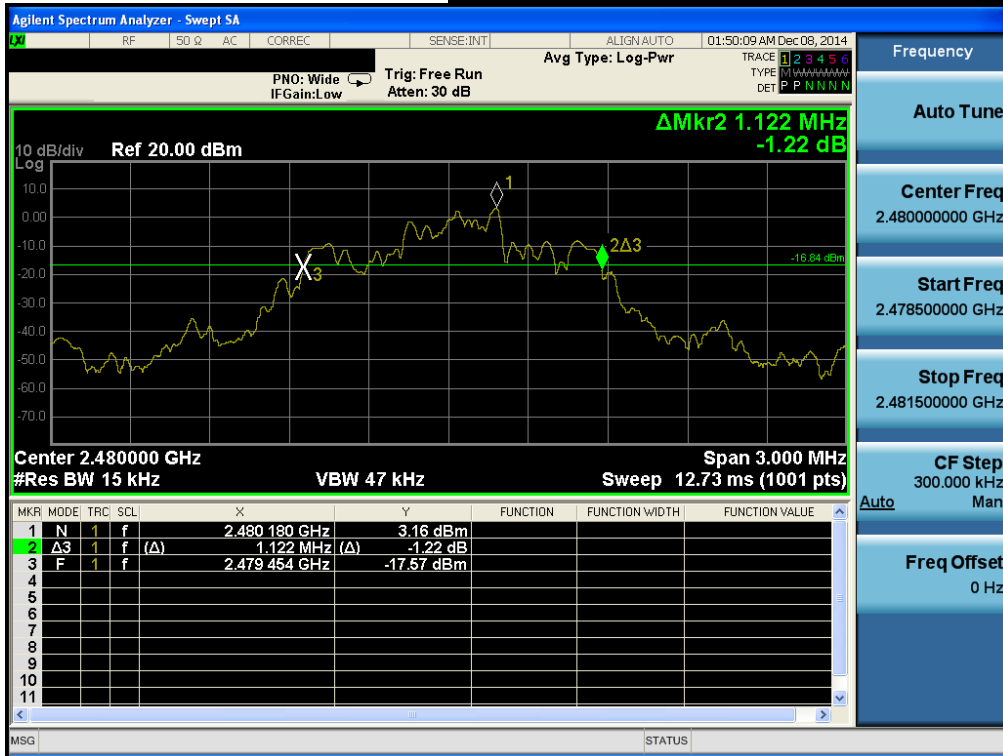 Agilent Spectrum Analyzer - Swept SA
LXI RF 50 Ω AC CORREC SENSE:INT ALIGN AUTO 01:50:09 AM Dec 08, 2014
Frequency
Avg Type: Log-Pwr
TRACE 1 2 3 4 5 6
PNO: Wide Trig: Free Run
TYPE M WWWWW
IFGain:Low Atten: 30 dB
DET P P N N N N
Auto Tune
ΔMkr2 1.122 MHz
-1.22 dB
10 dB/div Ref 20.00 dBm
Log
10.0
0.00
-10.0
-20.0
-30.0
-40.0
-50.0
-60.0
-70.0
1
2Δ3
3
-16.84 dBm
Center 2.480000 GHz Span 3.000 MHz
#Res BW 15 kHz VBW 47 kHz Sweep 12.73 ms (1001 pts)
MKR MODE TRC SCL X Y FUNCTION FUNCTION WIDTH FUNCTION VALUE
1 N 1 f 2.480 180 GHz 3.16 dBm
2 Δ3 1 f (Δ) 1.122 MHz (Δ) -1.22 dB
3 F 1 f 2.479 454 GHz -17.57 dBm
4
5
6
7
8
9
10
11
Center Freq
2.480000000 GHz
Start Freq
2.478500000 GHz
Stop Freq
2.481500000 GHz
CF Step
300.000 kHz
Auto Man
Freq Offset
0 Hz
MSG STATUS